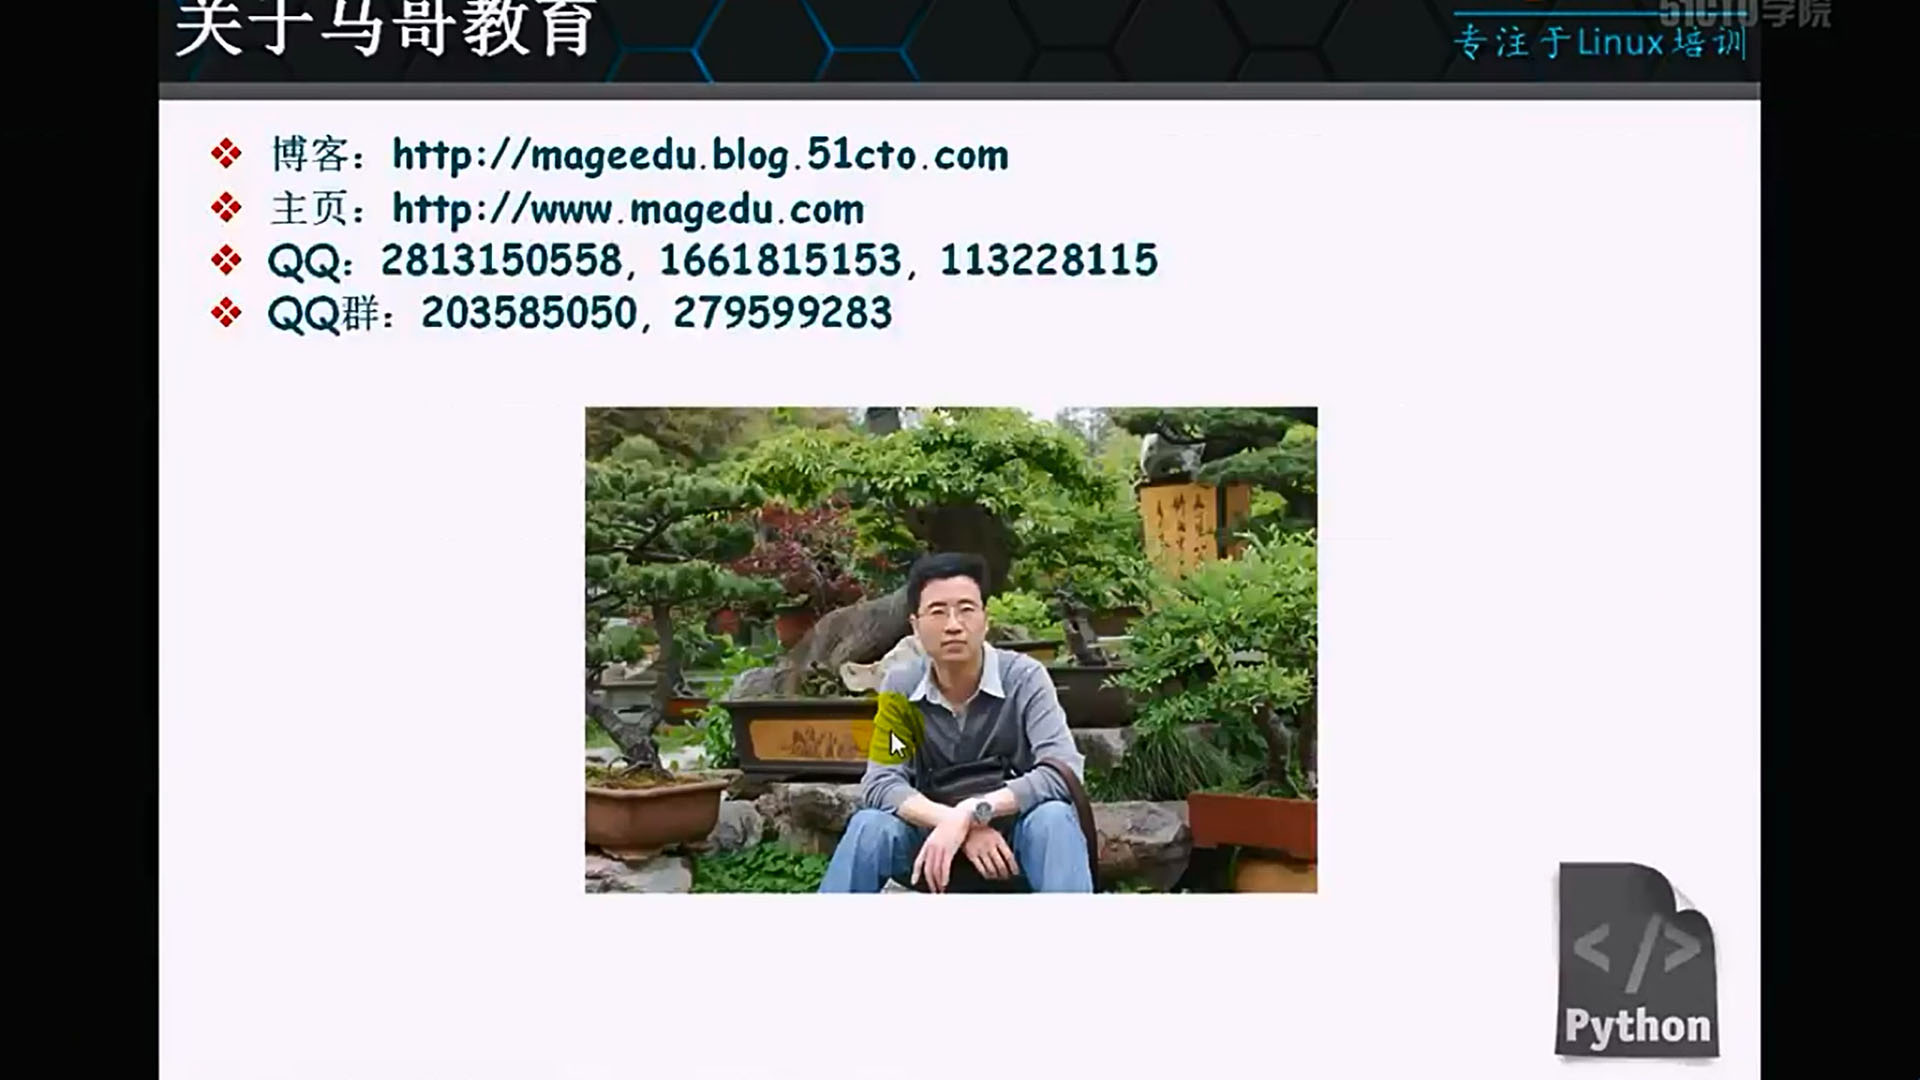 关于马哥教育
51CTO学院
专注于Linux培训
博客：http://mageedu.blog.51cto.com
主页：http://www.magedu.com
QQ：2813150558, 1661815153, 113228115
QQ群：203585050, 279599283
</>
Python